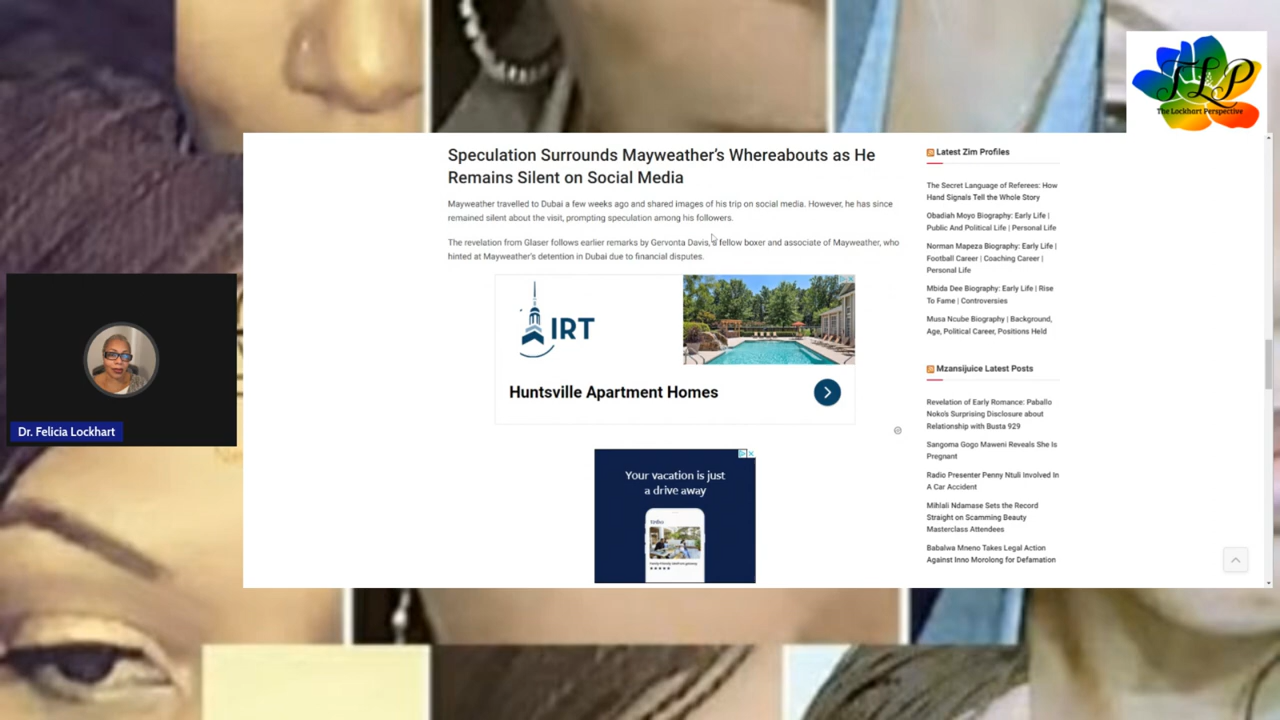 TLP
The Lockhart Perspective
Speculation Surrounds Mayweather's Whereabouts as He
Remains Silent on Social Media
Mayweather travelled to Dubai a few weeks ago and shared images of his trip on social media. However, he has since
remained silent about the visit, prompting speculation among his followers.
The revelation from Glaser follows earlier remarks by Gervonta Davis, a fellow boxer and associate of Mayweather, who
hinted at Mayweather's detention in Dubai due to financial disputes.
IRT
Huntsville Apartment Homes
Your vacation is just
a drive away
Latest Zim Profiles
The Secret Language of Referees: How
Hand Signals Tell the Whole Story
Obadiah Moyo Biography: Early Life |
Public And Political Life | Personal Life
Norman Mapeza Biography: Early Life |
Football Career | Coaching Career |
Personal Life
Mbida Dee Biography: Early Life | Rise
To Fame | Controversies
Musa Ncube Biography | Background,
Age, Political Career, Positions Held
Mzansijuice Latest Posts
Revelation of Early Romance: Paballo
Noko's Surprising Disclosure about
Relationship with Busta 929
Sangoma Gogo Maweni Reveals She Is
Pregnant
Radio Presenter Penny Ntuli Involved In
A Car Accident
Mihlali Ndamase Sets the Record
Straight on Scamming Beauty
Masterclass Attendees
Babalwa Mneno Takes Legal Action
Against Inno Morolong for Defamation
Dr. Felicia Lockhart